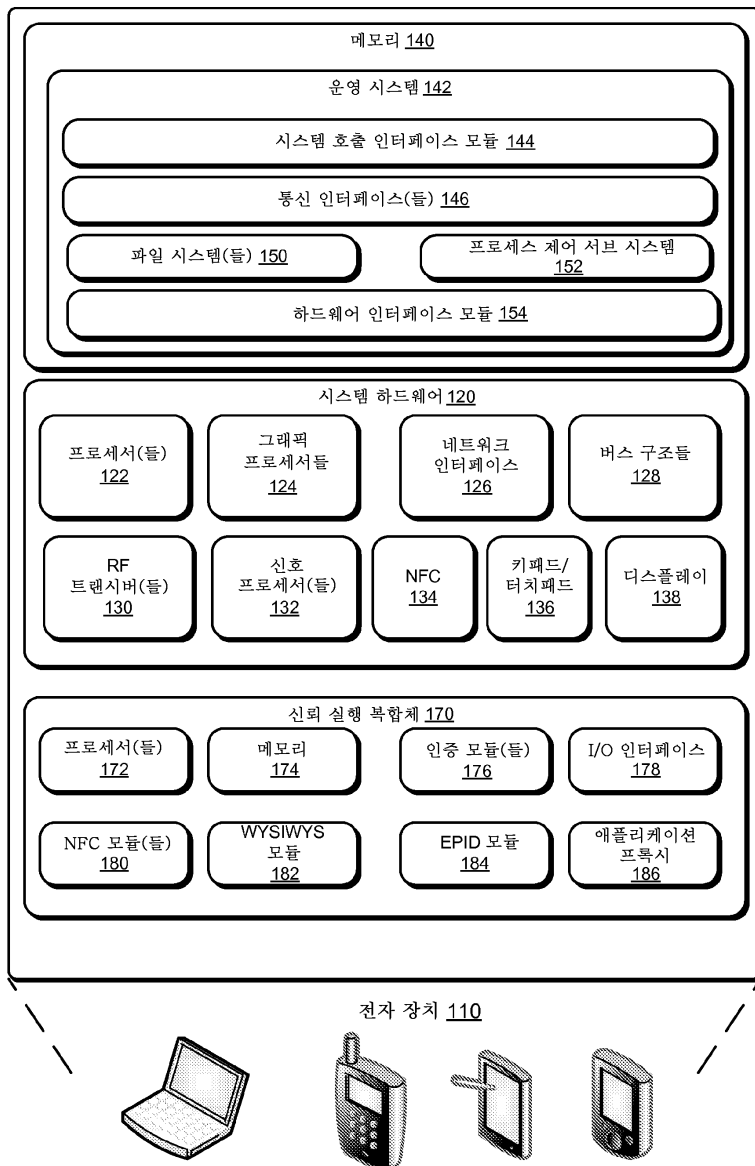 메모리 140
운영 시스템 142
시스템 호출 인터페이스 모듈 144
통신 인터페이스(들) 146
파일 시스템(들) 150
프로세스 제어 서브 시스템
152
하드웨어 인터페이스 모듈 154
시스템 하드웨어 120
프로세서(들)
122
그래픽
프로세서들
124
네트워크
인터페이스
126
버스 구조들
128
RF
트랜시버(들)
130
신호
프로세서(들)
132
NFC
134
키패드/
터치패드
136
디스플레이
138
신뢰 실행 복합체 170
프로세서(들)
172
메모리
174
인증 모듈(들)
176
I/O 인터페이스
178
NFC 모듈(들)
180
WYSIWYS
모듈
182
EPID 모듈
184
애플리케이션
프록시
186
전자 장치 110